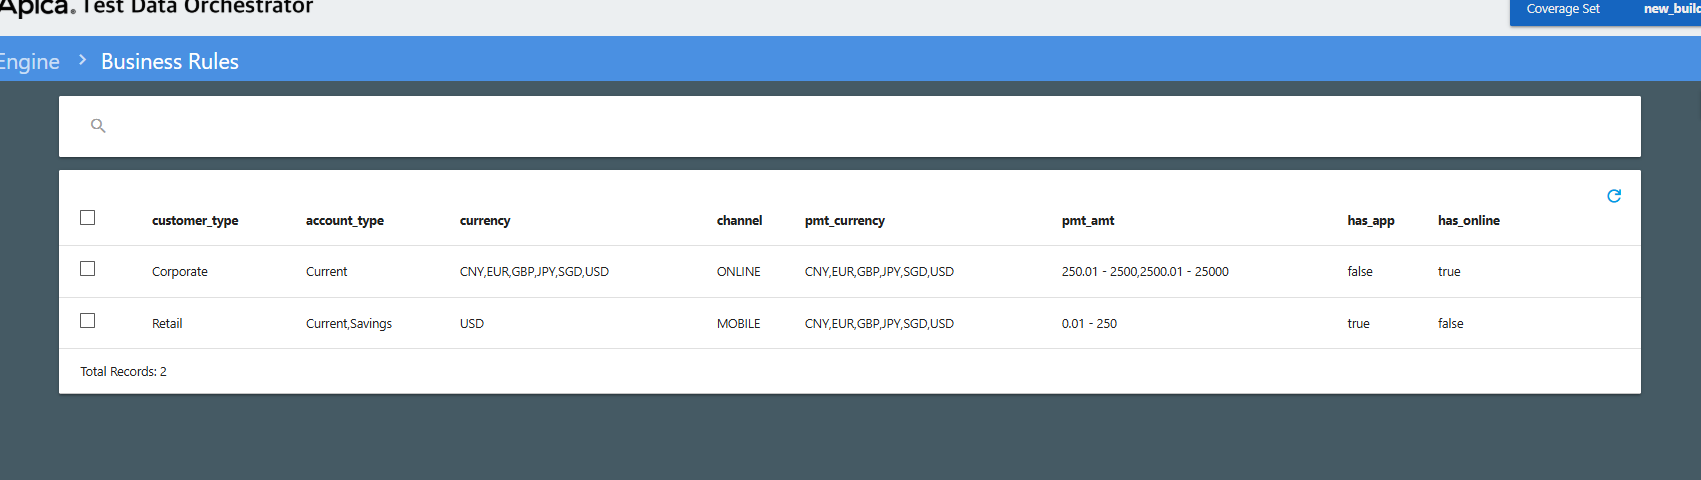 Apica. Test Data Orchestrator
Coverage Set
Engine > Business Rules
customer_type account_type currency channel pmt_currency pmt_amt has_app has_online
Corporate Current CNY,EUR,GBP,JPY,SGD,USD ONLINE CNY,EUR,GBP,JPY,SGD,USD 250.01 - 2500,2500.01 - 25000 false true
Retail Current,Savings USD MOBILE CNY,EUR,GBP,JPY,SGD,USD 0.01 - 250 true false
Total Records: 2